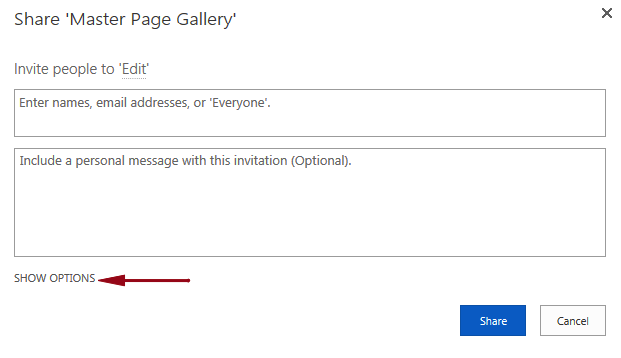 Share 'Master Page Gallery'
Invite people to 'Edit'
Enter names, email addresses, or 'Everyone'.
Include a personal message with this invitation (Optional).
SHOW OPTIONS
Share
Cancel